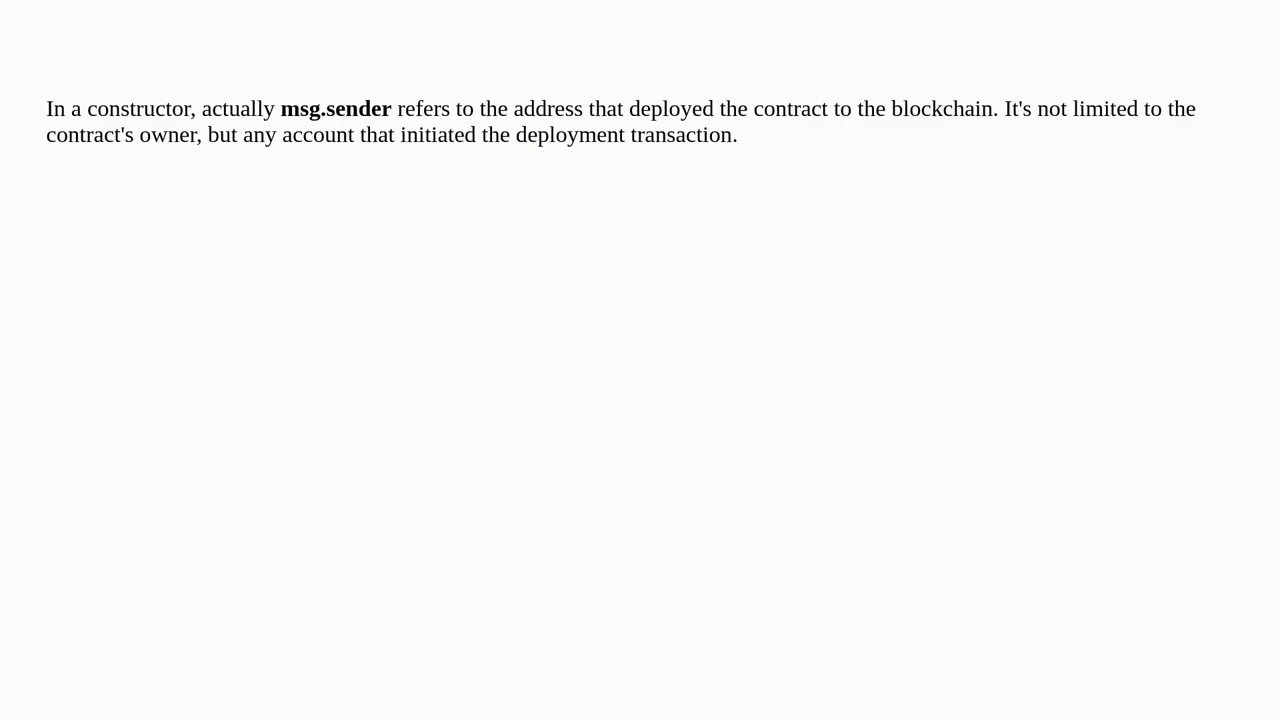 In a constructor, actually msg.sender refers to the address that deployed the contract to the blockchain. It's not limited to the
contract's owner, but any account that initiated the deployment transaction.